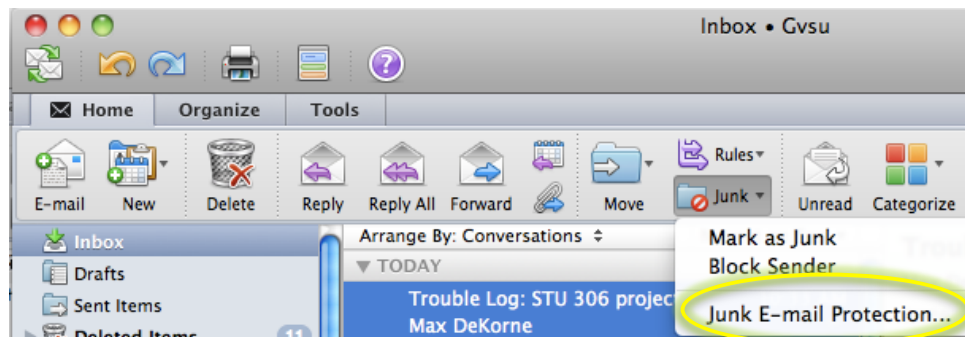 Inbox • Gvsu
Home Organize Tools
E-mail New Delete Reply Reply All Forward Move Rules Junk Unread Categorize
Inbox
Drafts
Sent Items
Deleted Items 11
Arrange By: Conversations
TODAY
Trouble Log: STU 306 projec
Max DeKorne
Mark as Junk
Block Sender
Junk E-mail Protection...